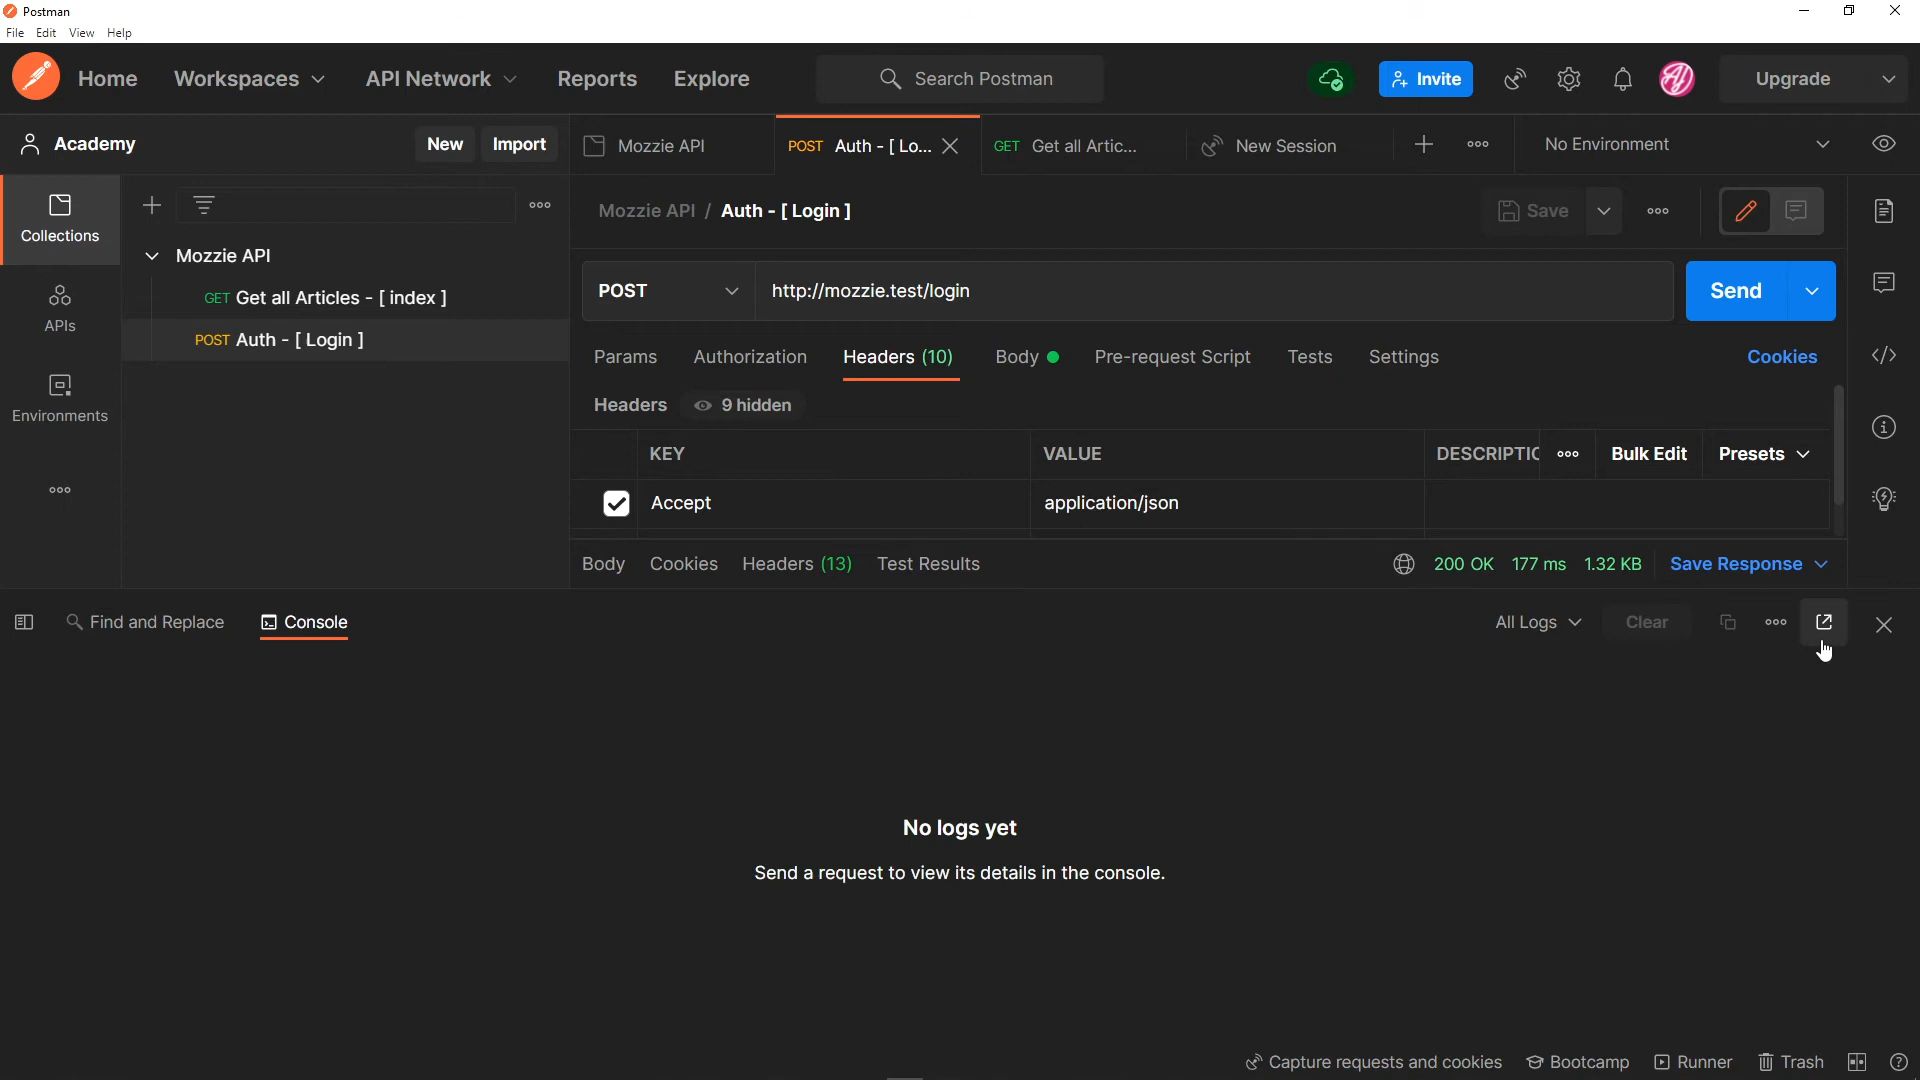 Postman
File Edit View Help
Home Workspaces API Network Reports Explore Search Postman Invite Upgrade
Academy New Import Mozzie API POST Auth - [ Lo... GET Get all Artic... New Session No Environment
Collections
Mozzie API / Auth - [ Login ] Save
Mozzie API
GET Get all Articles - [ index ]
POST http://mozzie.test/login Send
APIs
POST Auth - [ Login ]
Params Authorization Headers (10) Body Pre-request Script Tests Settings Cookies
Environments
Headers 9 hidden
KEY VALUE DESCRIPTIO Bulk Edit Presets
Accept application/json
Body Cookies Headers (13) Test Results 200 OK 177 ms 1.32 KB Save Response
Find and Replace Console All Logs Clear
No logs yet
Send a request to view its details in the console.
Capture requests and cookies Bootcamp Runner Trash